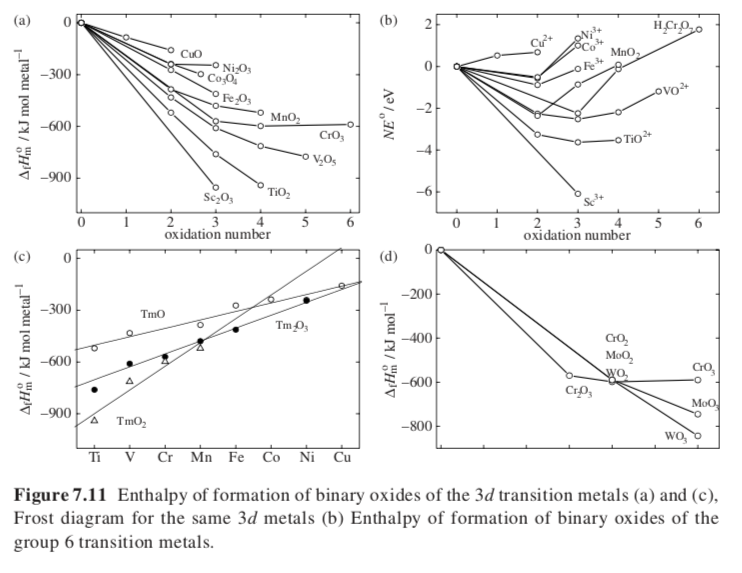 (a)
0
−300
−600
−900
ΔfHm° / kJ mol metal−1
CuO
Ni2O3
Co3O4
Fe2O3
MnO2
CrO3
V2O5
TiO2
Sc2O3
0 1 2 3 4 5 6
oxidation number
(b)
2
0
−2
−4
−6
NE° / eV
H2Cr2O7
Ni3+
Cu2+
Co3+
MnO2
Fe3+
VO2+
TiO2+
Sc3+
0 1 2 3 4 5 6
oxidation number
(c)
0
−300
−600
−900
ΔfHm° / kJ mol metal−1
TmO
Tm2O3
TmO2
Ti V Cr Mn Fe Co Ni Cu
(d)
0
−200
−400
−600
−800
ΔfHm° / kJ mol−1
CrO2
MoO2
WO2
CrO3
Cr2O3
MoO3
WO3
Figure 7.11 Enthalpy of formation of binary oxides of the 3d transition metals (a) and (c),
Frost diagram for the same 3d metals (b) Enthalpy of formation of binary oxides of the
group 6 transition metals.